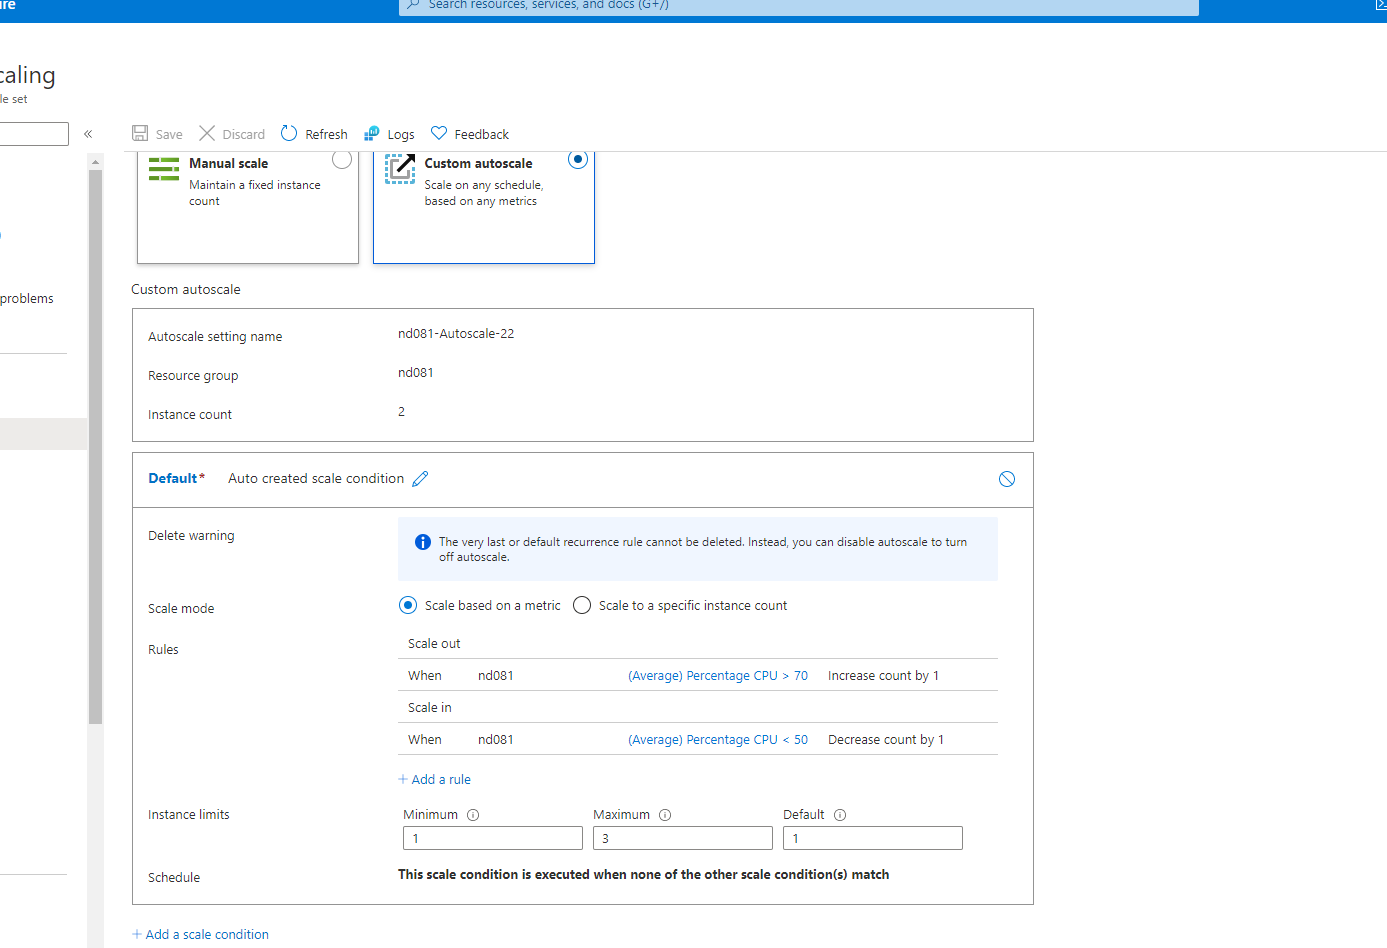 Search resources, services, and docs (G+/)
caling
le set
«
Save Discard Refresh Logs Feedback
Manual scale
Maintain a fixed instance
count
Custom autoscale
Scale on any schedule,
based on any metrics
problems
Custom autoscale
Autoscale setting name nd081-Autoscale-22
Resource group nd081
Instance count 2
Default* Auto created scale condition
Delete warning
The very last or default recurrence rule cannot be deleted. Instead, you can disable autoscale to turn
off autoscale.
Scale mode Scale based on a metric Scale to a specific instance count
Rules
Scale out
When nd081 (Average) Percentage CPU > 70 Increase count by 1
Scale in
When nd081 (Average) Percentage CPU < 50 Decrease count by 1
+ Add a rule
Instance limits Minimum Maximum Default
1 3 1
Schedule This scale condition is executed when none of the other scale condition(s) match
+ Add a scale condition